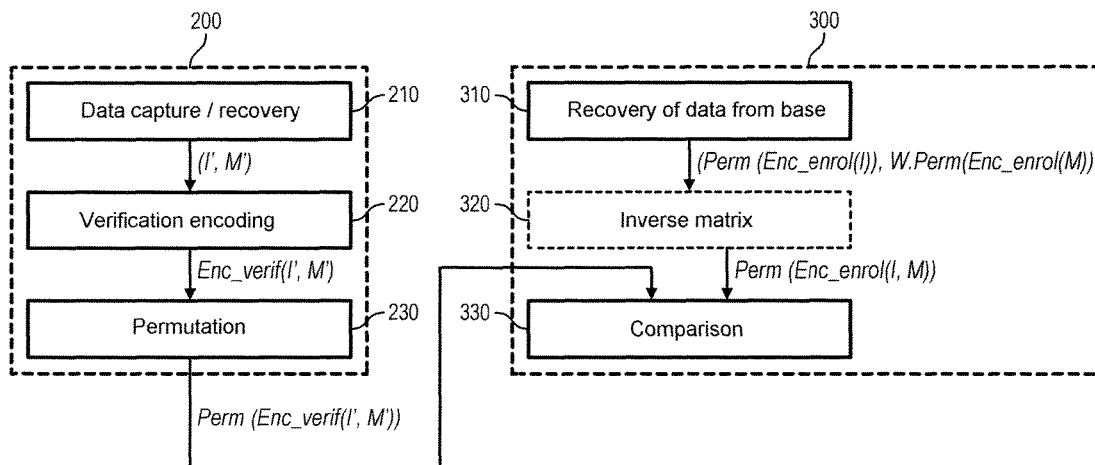 200
300
Data capture / recovery
210
(I', M')
Verification encoding
220
Enc_verif(I', M')
Permutation
230
Perm (Enc_verif(I', M'))
310
Recovery of data from base
(Perm (Enc_enrol(I)), W.Perm(Enc_enrol(M))
320
Inverse matrix
Perm (Enc_enrol(I, M))
330
Comparison